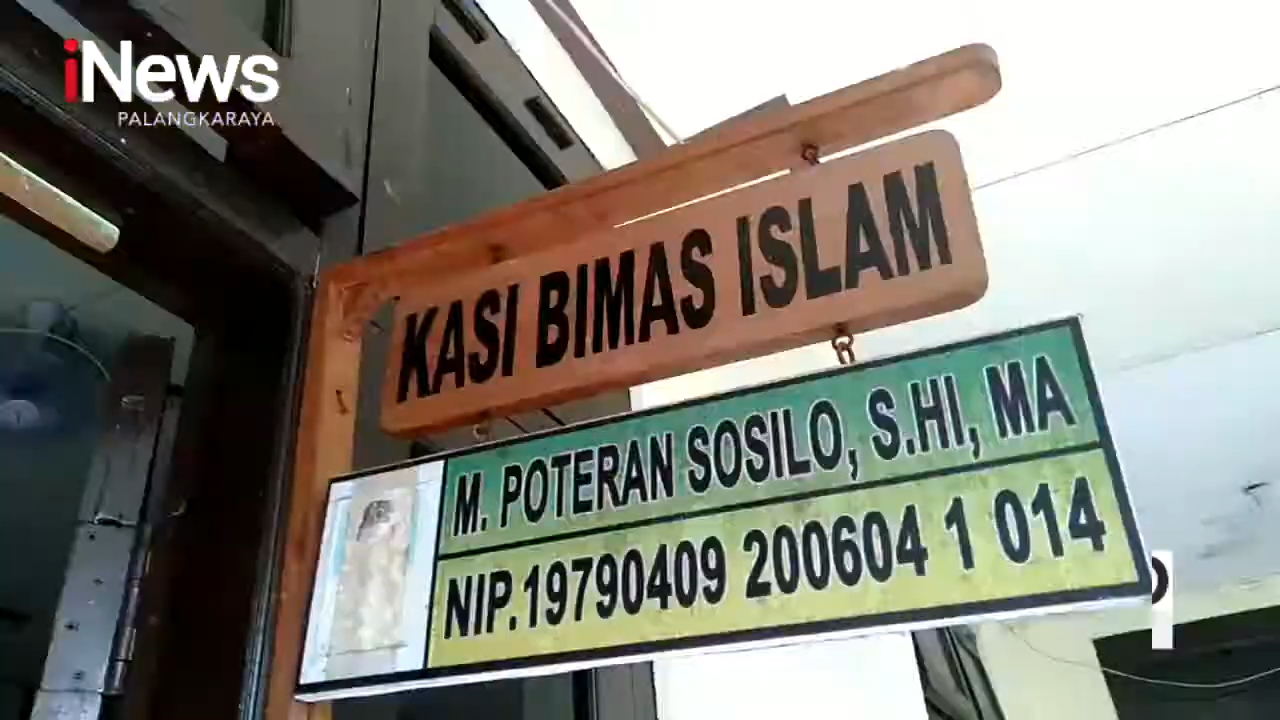 iNews
PALANGKARAYA
KASI BIMAS ISLAM
M. POTERAN SOSILO, S.HI, MA
NIP.19790409 200604 1 014